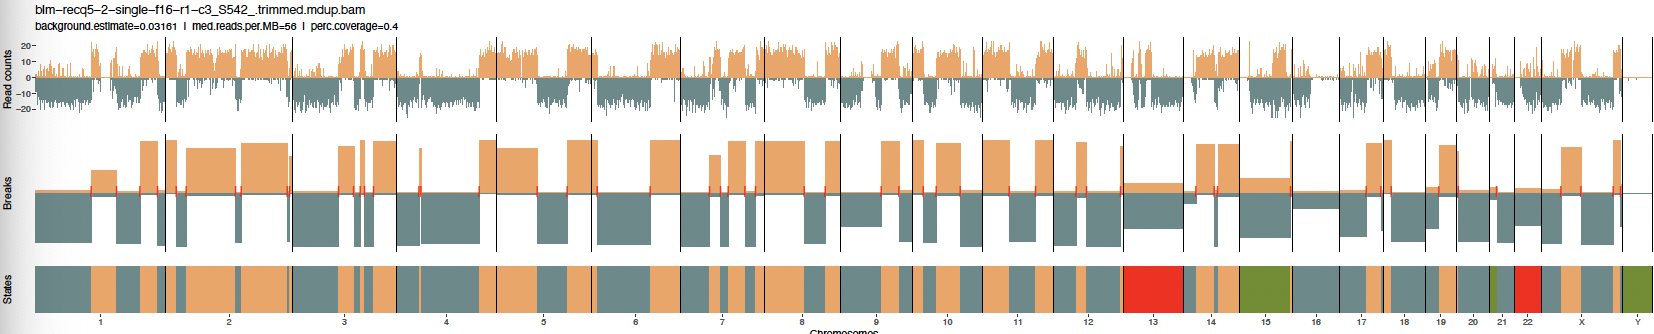 blm-recq5-2-single-f16-r1-c3_S542_.trimmed.mdup.bam
background.estimate=0.03161 | med.reads.per.MB=56 | perc.coverage=0.4
Read counts
20
10
0
−10
−20
Breaks
States
1 2 3 4 5 6 7 8 9 10 11 12 13 14 15 16 17 18 19 20 21 22 X Y
Chromosomes